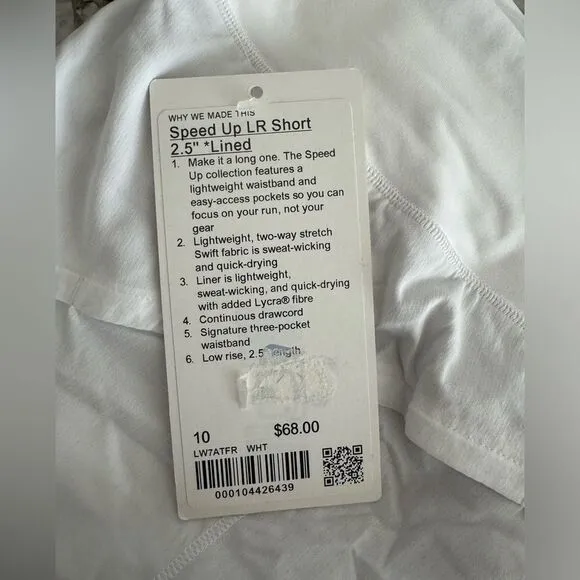 WHY WE MADE THIS
Speed Up LR Short
2.5" *Lined
1. Make it a long one. The Speed
Up collection features a
lightweight waistband and
easy-access pockets so you can
focus on your run, not your
gear
2. Lightweight, two-way stretch
Swift fabric is sweat-wicking
and quick-drying
3. Liner is lightweight,
sweat-wicking, and quick-drying
with added Lycra® fibre
4. Continuous drawcord
5. Signature three-pocket
waistband
6. Low rise, 2.5" length
10 $68.00
LW7ATFR WHT
000104426439